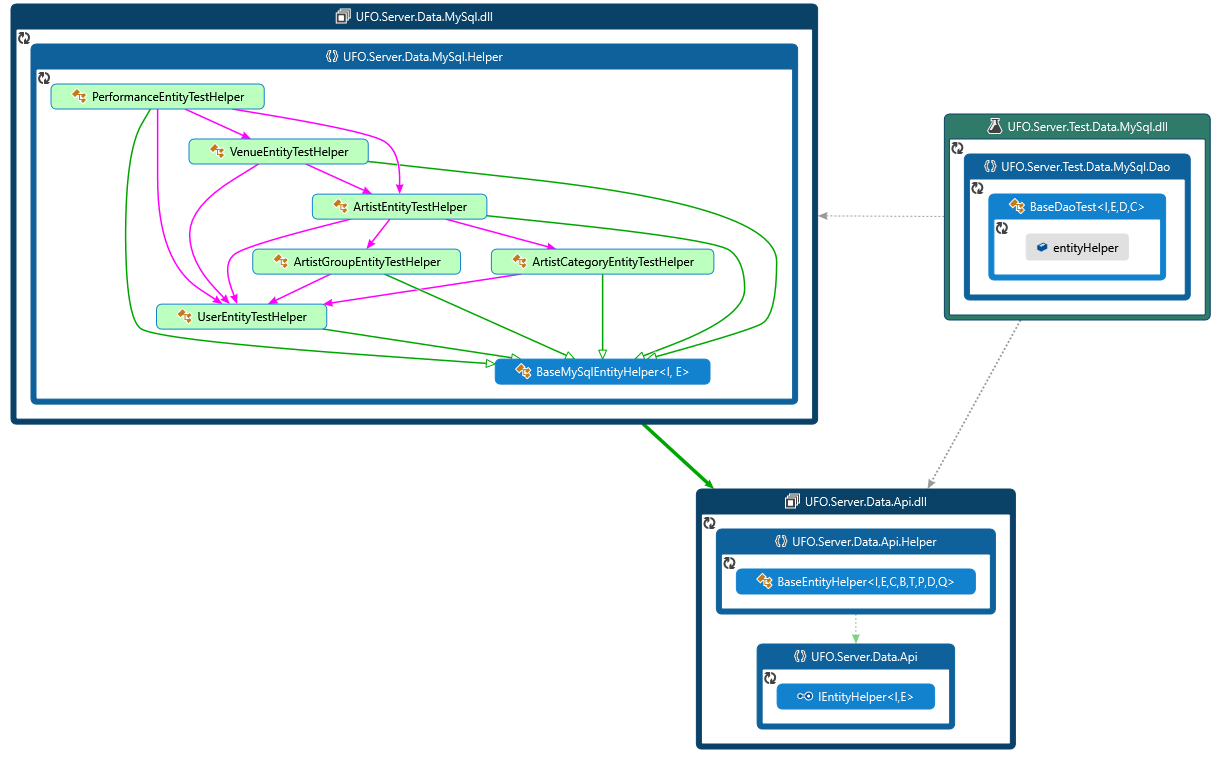 UFO.Server.Data.MySql.dll
UFO.Server.Data.MySql.Helper
PerformanceEntityTestHelper
VenueEntityTestHelper
ArtistEntityTestHelper
ArtistGroupEntityTestHelper
ArtistCategoryEntityTestHelper
UserEntityTestHelper
BaseMySqlEntityHelper<I, E>
UFO.Server.Test.Data.MySql.dll
UFO.Server.Test.Data.MySql.Dao
BaseDaoTest<I,E,D,C>
entityHelper
UFO.Server.Data.Api.dll
UFO.Server.Data.Api.Helper
BaseEntityHelper<I,E,C,B,T,P,D,Q>
UFO.Server.Data.Api
IEntityHelper<I,E>